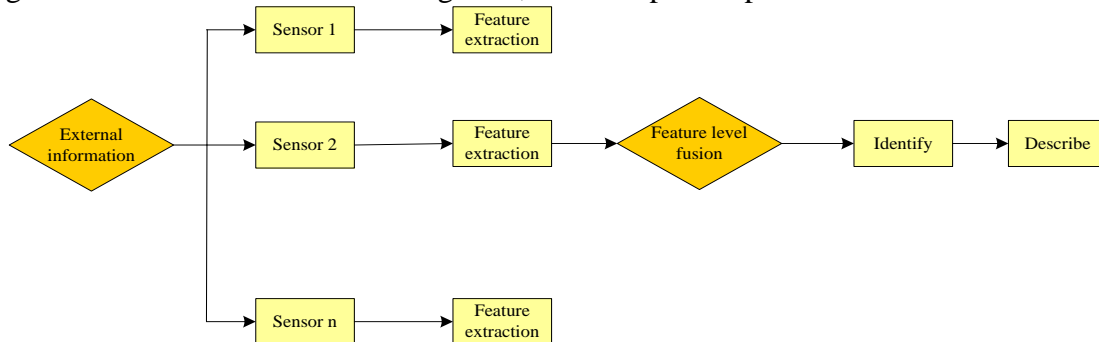 Sensor 1
Feature
extraction
External
information
Sensor 2
Feature
extraction
Feature level
fusion
Identify
Describe
Sensor n
Feature
extraction